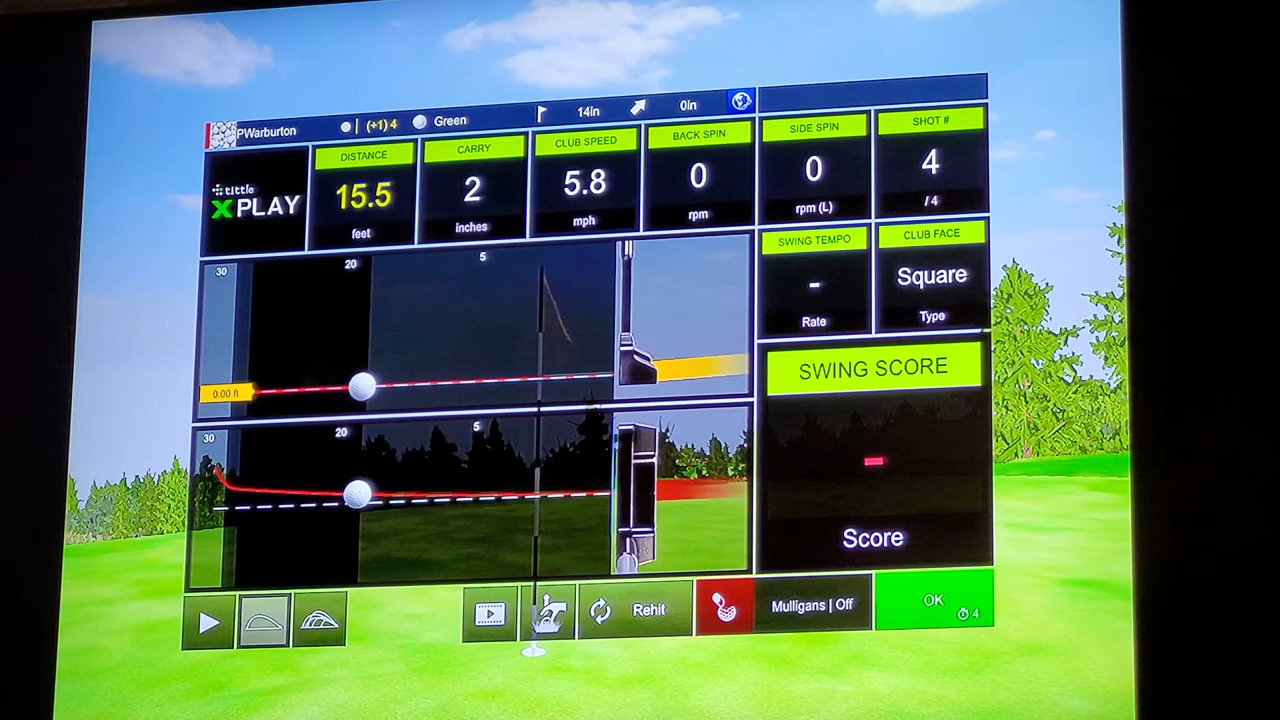 PWarburton (+1) 4 Green 14in 0in
tittle
X PLAY
DISTANCE
15.5
feet
CARRY
2
inches
CLUB SPEED
5.8
mph
BACK SPIN
0
rpm
SIDE SPIN
0
rpm (L)
SHOT #
4
/ 4
SWING TEMPO
-
Rate
CLUB FACE
Square
Type
30 20 5
0.00 ft
30 20 5
SWING SCORE
-
Score
Rehit
Mulligans | Off
OK
4